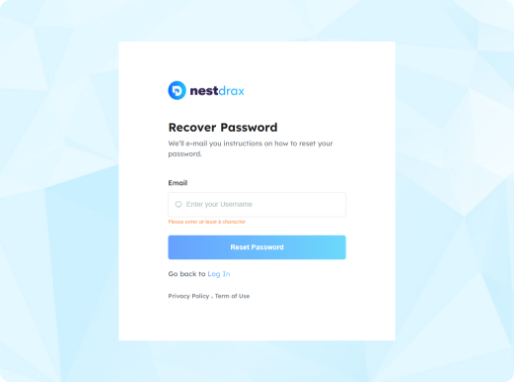 nestdrax
Recover Password
We'll e-mail you instructions on how to reset your
password.
Email
Enter your Username
Please enter at least a character
Reset Password
Go back to Log In
Privacy Policy . Term of Use